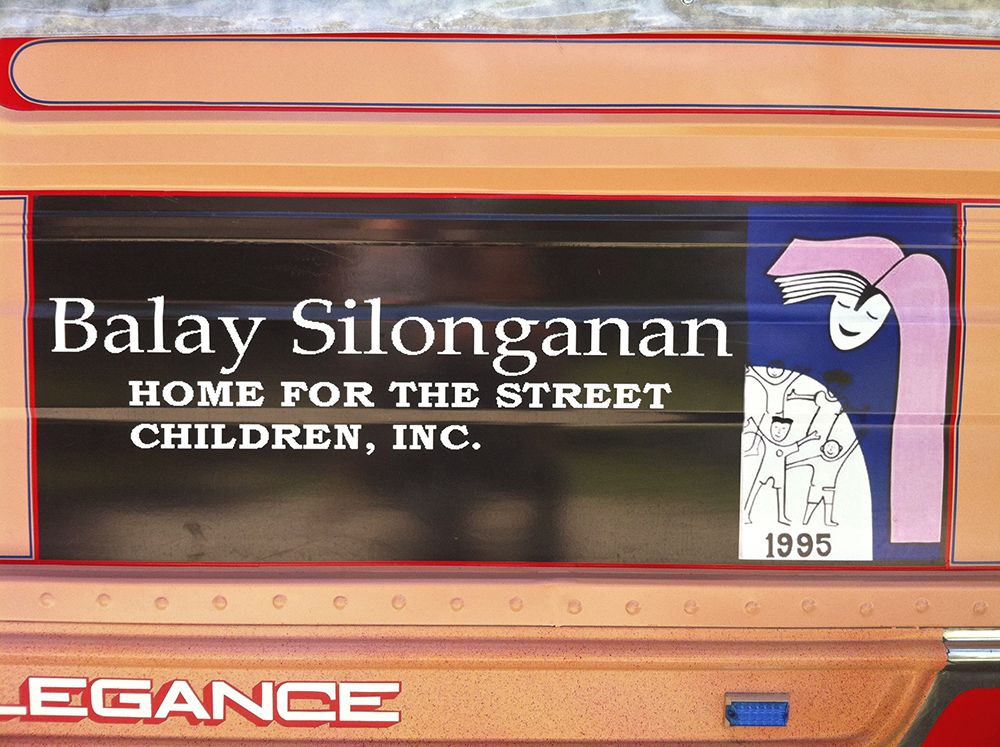 Balay Silonganan
HOME FOR THE STREET
CHILDREN, INC.
1995
LEGANCE